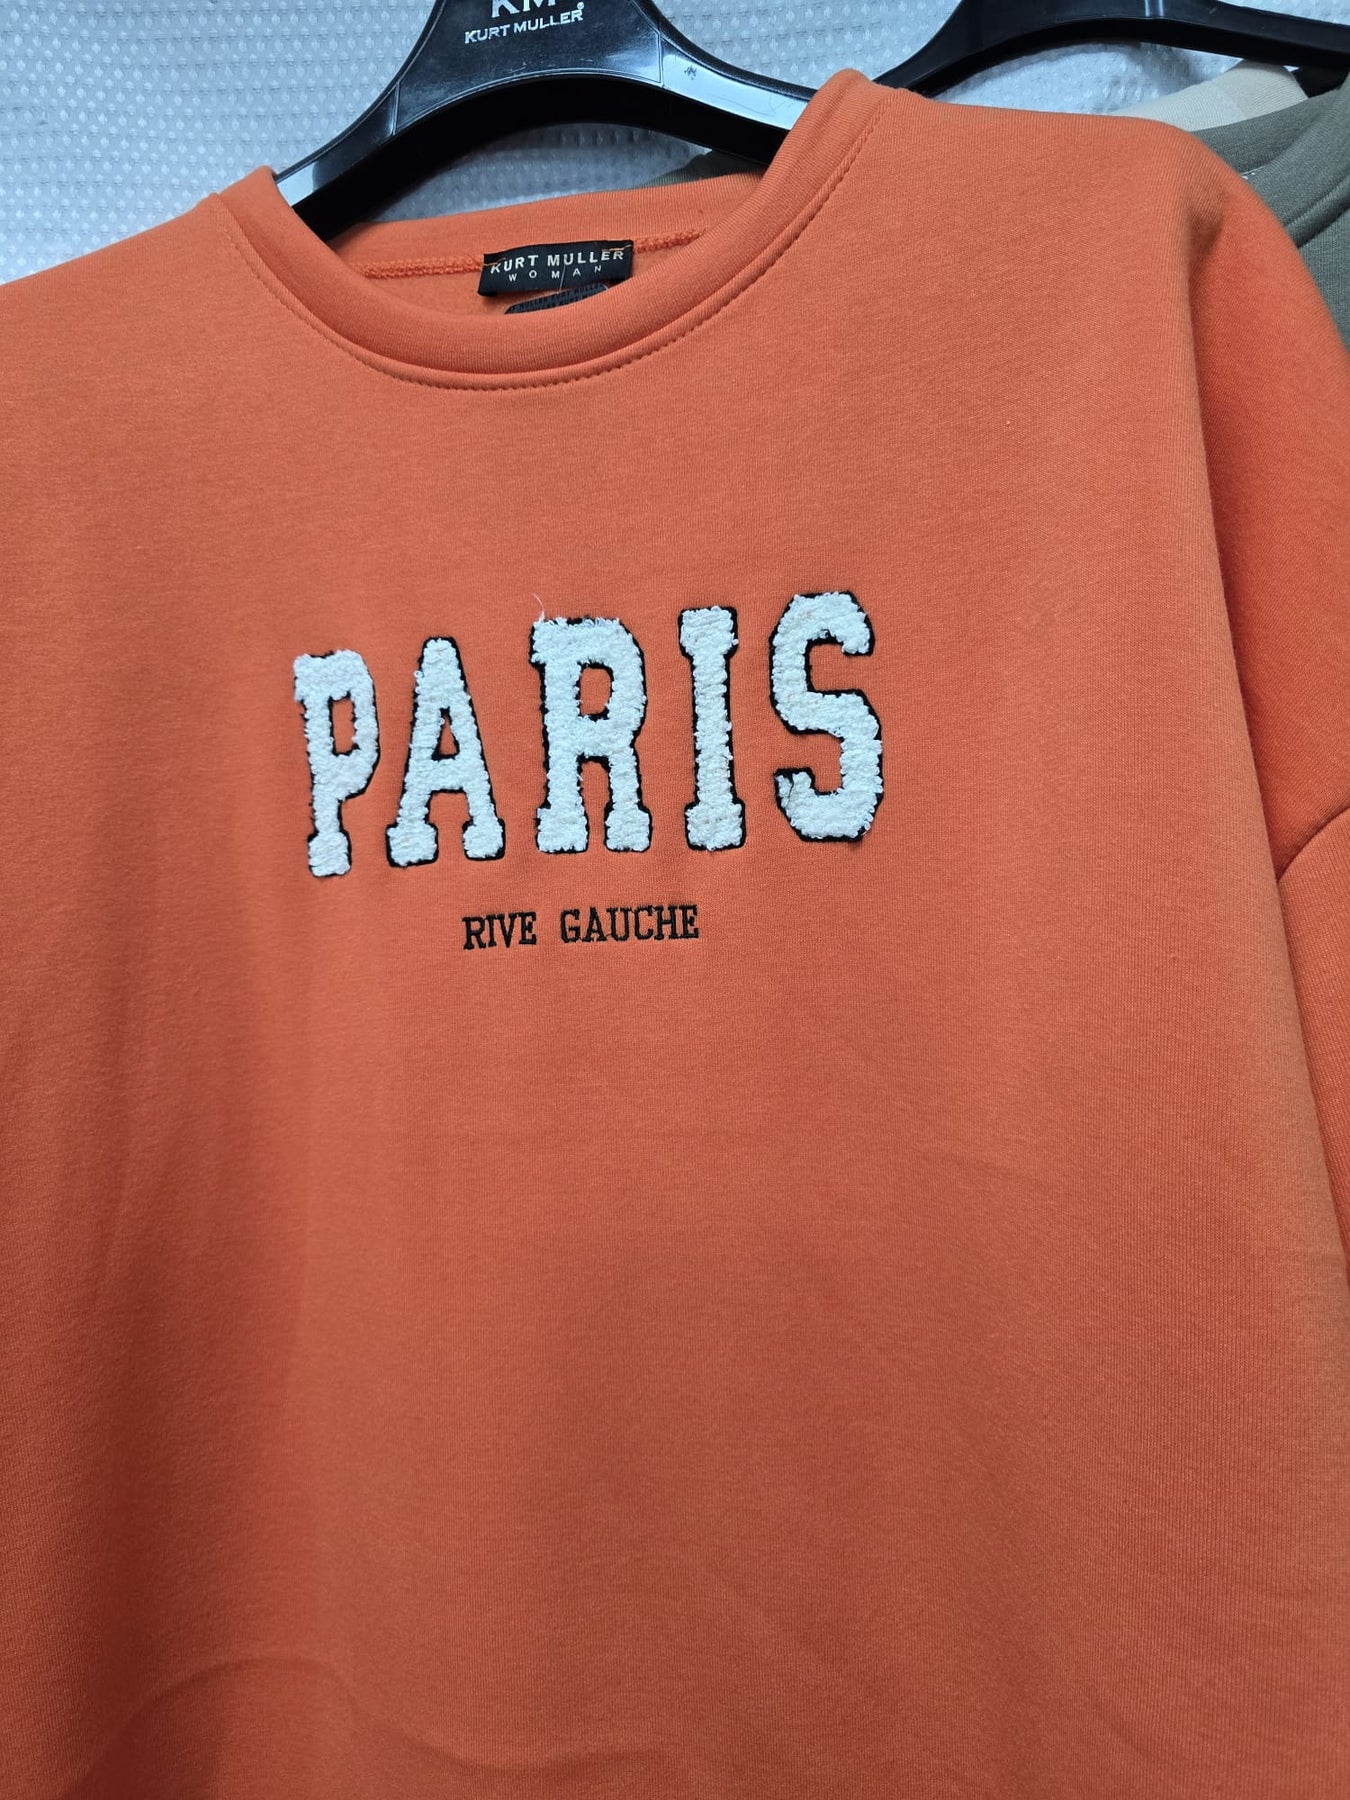 KM
KURT MULLER
KURT MULLER
WOMAN
PARIS
RIVE GAUCHE